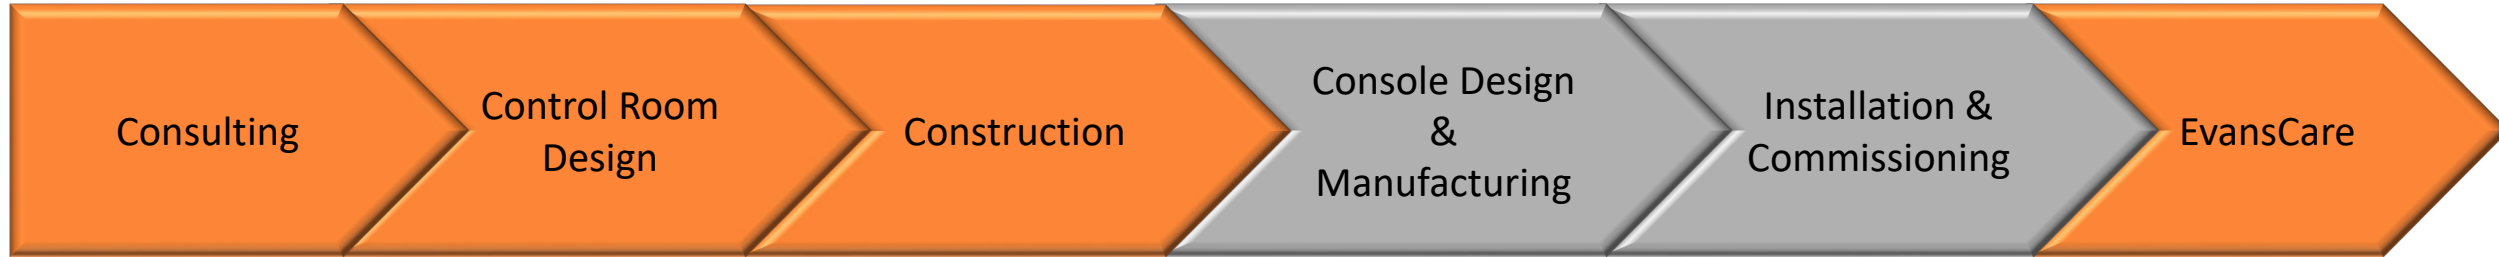 Consulting
Control Room
Design
Construction
Console Design
&
Manufacturing
Installation &
Commissioning
EvansCare